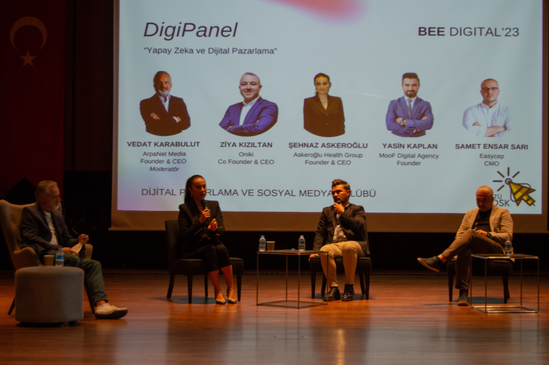 DigiPanel
BEE DIGITAL'23
"Yapay Zeka ve Dijital Pazarlama"
VEDAT KARABULUT
ArpaNet Media
Founder & CEO
Moderatör
ZİYA KIZILTAN
Oniki
Co Founder & CEO
ŞEHNAZ ASKEROĞLU
Askeroğlu Health Group
Founder & CEO
YASİN KAPLAN
MooF Digital Agency
Founder
SAMET ENSAR SARI
Easycep
CMO
DİJİTAL PAZARLAMA VE SOSYAL MEDYA KULÜBÜ